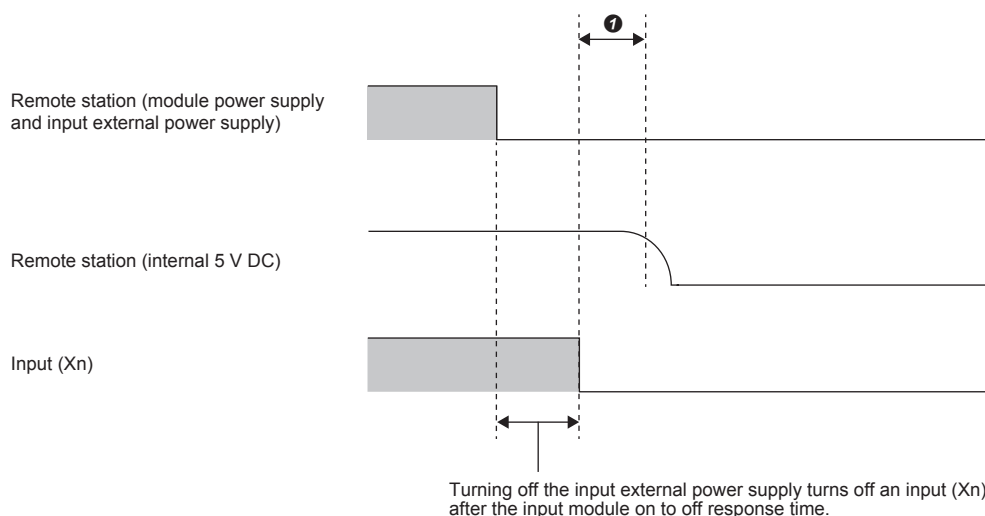 ❶
Remote station (module power supply
and input external power supply)
Remote station (internal 5 V DC)
Input (Xn)
Turning off the input external power supply turns off an input (Xn)
after the input module on to off response time.